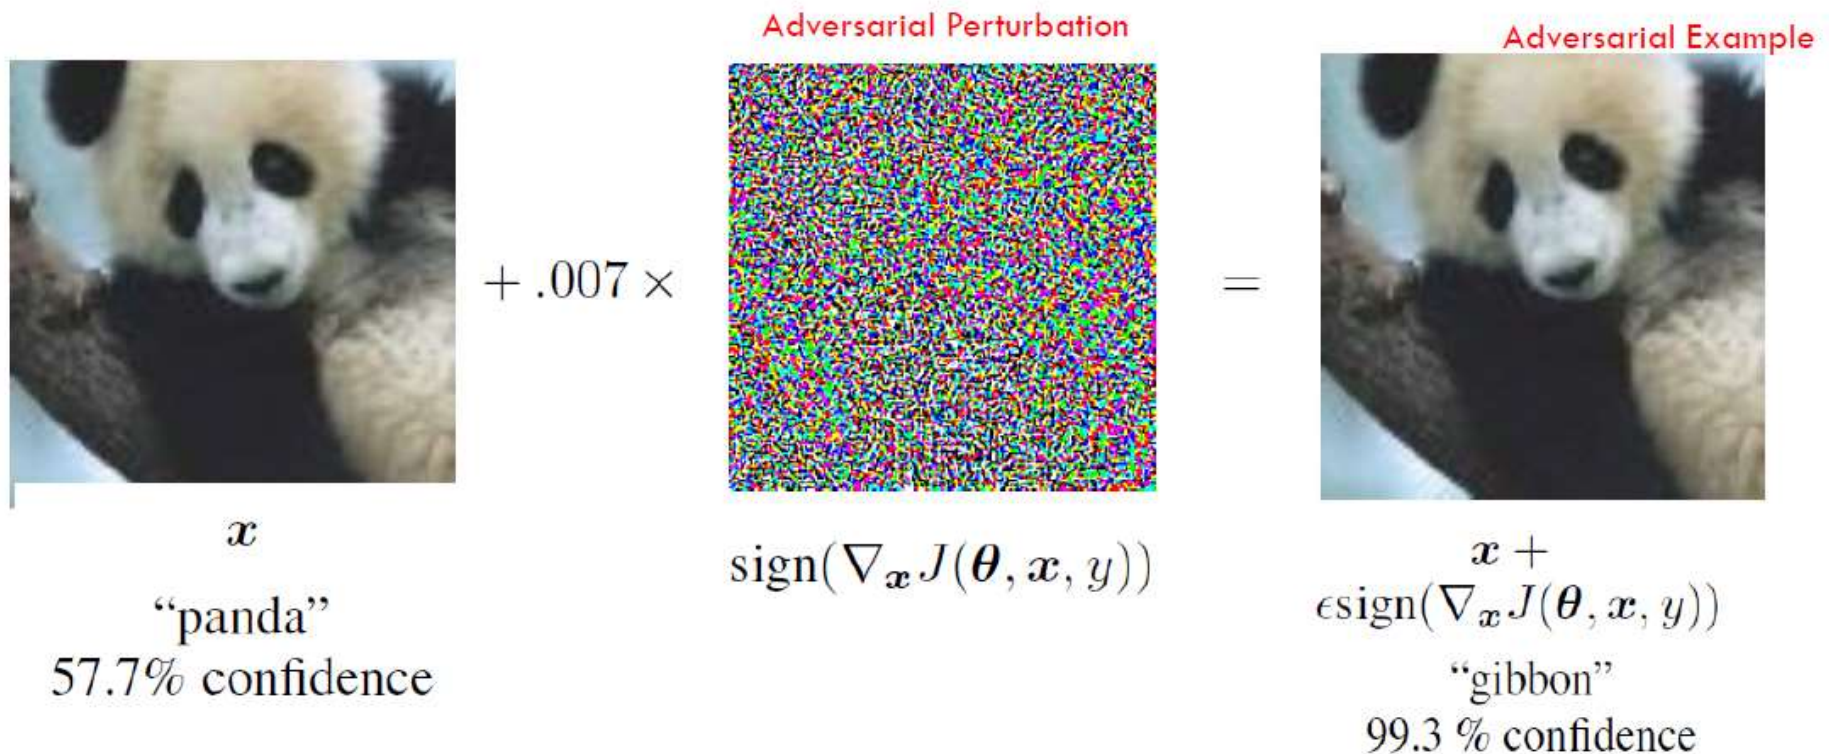 Adversarial Perturbation
Adversarial Example
+ .007 ×
=
x
“panda”
57.7% confidence
sign(∇ₓJ(θ, x, y))
x +
ϵsign(∇ₓJ(θ, x, y))
“gibbon”
99.3 % confidence